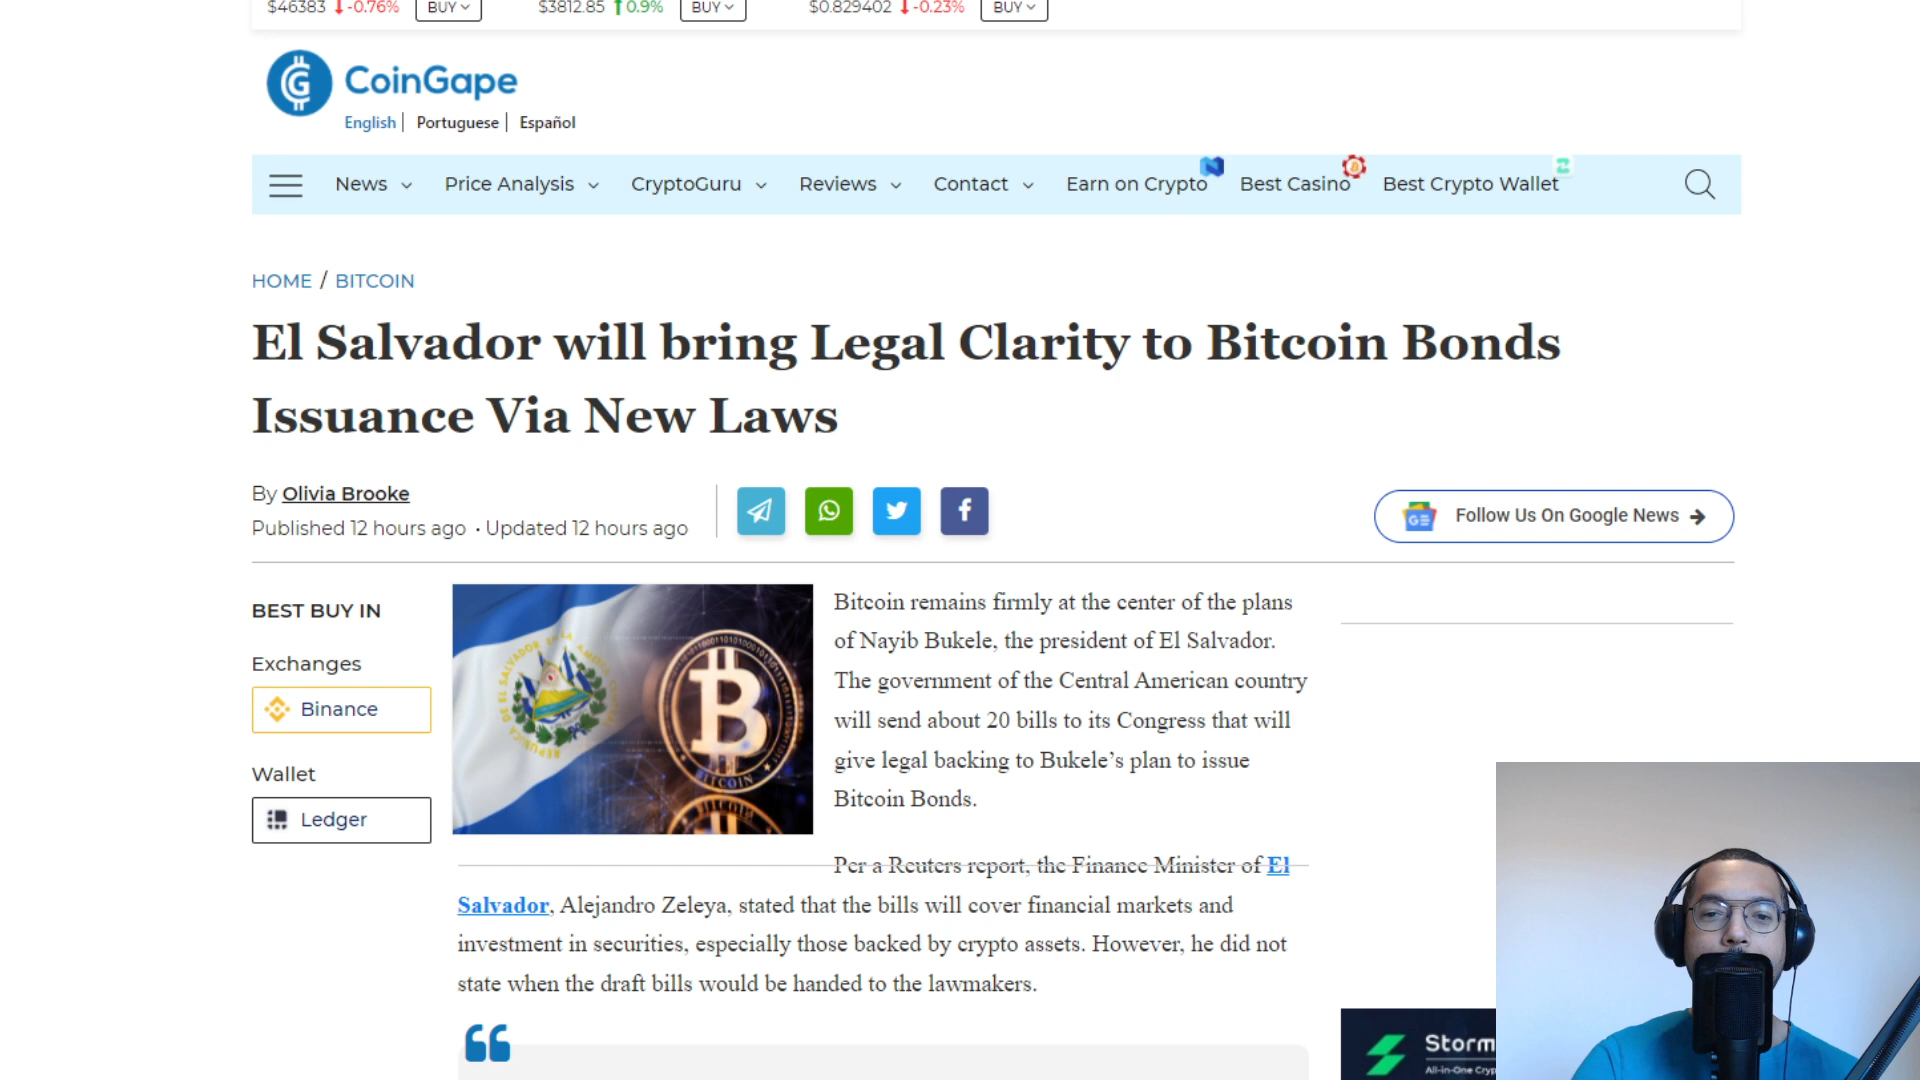 $46383 -0.76% BUY $3812.85 0.9% BUY $0.829402 -0.23% BUY
CoinGape
English | Portuguese | Español
News Price Analysis CryptoGuru Reviews Contact Earn on Crypto Best Casino Best Crypto Wallet
HOME / BITCOIN
El Salvador will bring Legal Clarity to Bitcoin Bonds
Issuance Via New Laws
By Olivia Brooke
Published 12 hours ago • Updated 12 hours ago
Follow Us On Google News
BEST BUY IN
Exchanges
Binance
Wallet
Ledger
BITCOIN
Bitcoin remains firmly at the center of the plans
of Nayib Bukele, the president of El Salvador.
The government of the Central American country
will send about 20 bills to its Congress that will
give legal backing to Bukele’s plan to issue
Bitcoin Bonds.
Per a Reuters report, the Finance Minister of El
Salvador, Alejandro Zeleya, stated that the bills will cover financial markets and
investment in securities, especially those backed by crypto assets. However, he did not
state when the draft bills would be handed to the lawmakers.
Storm
All-in-One Cryp